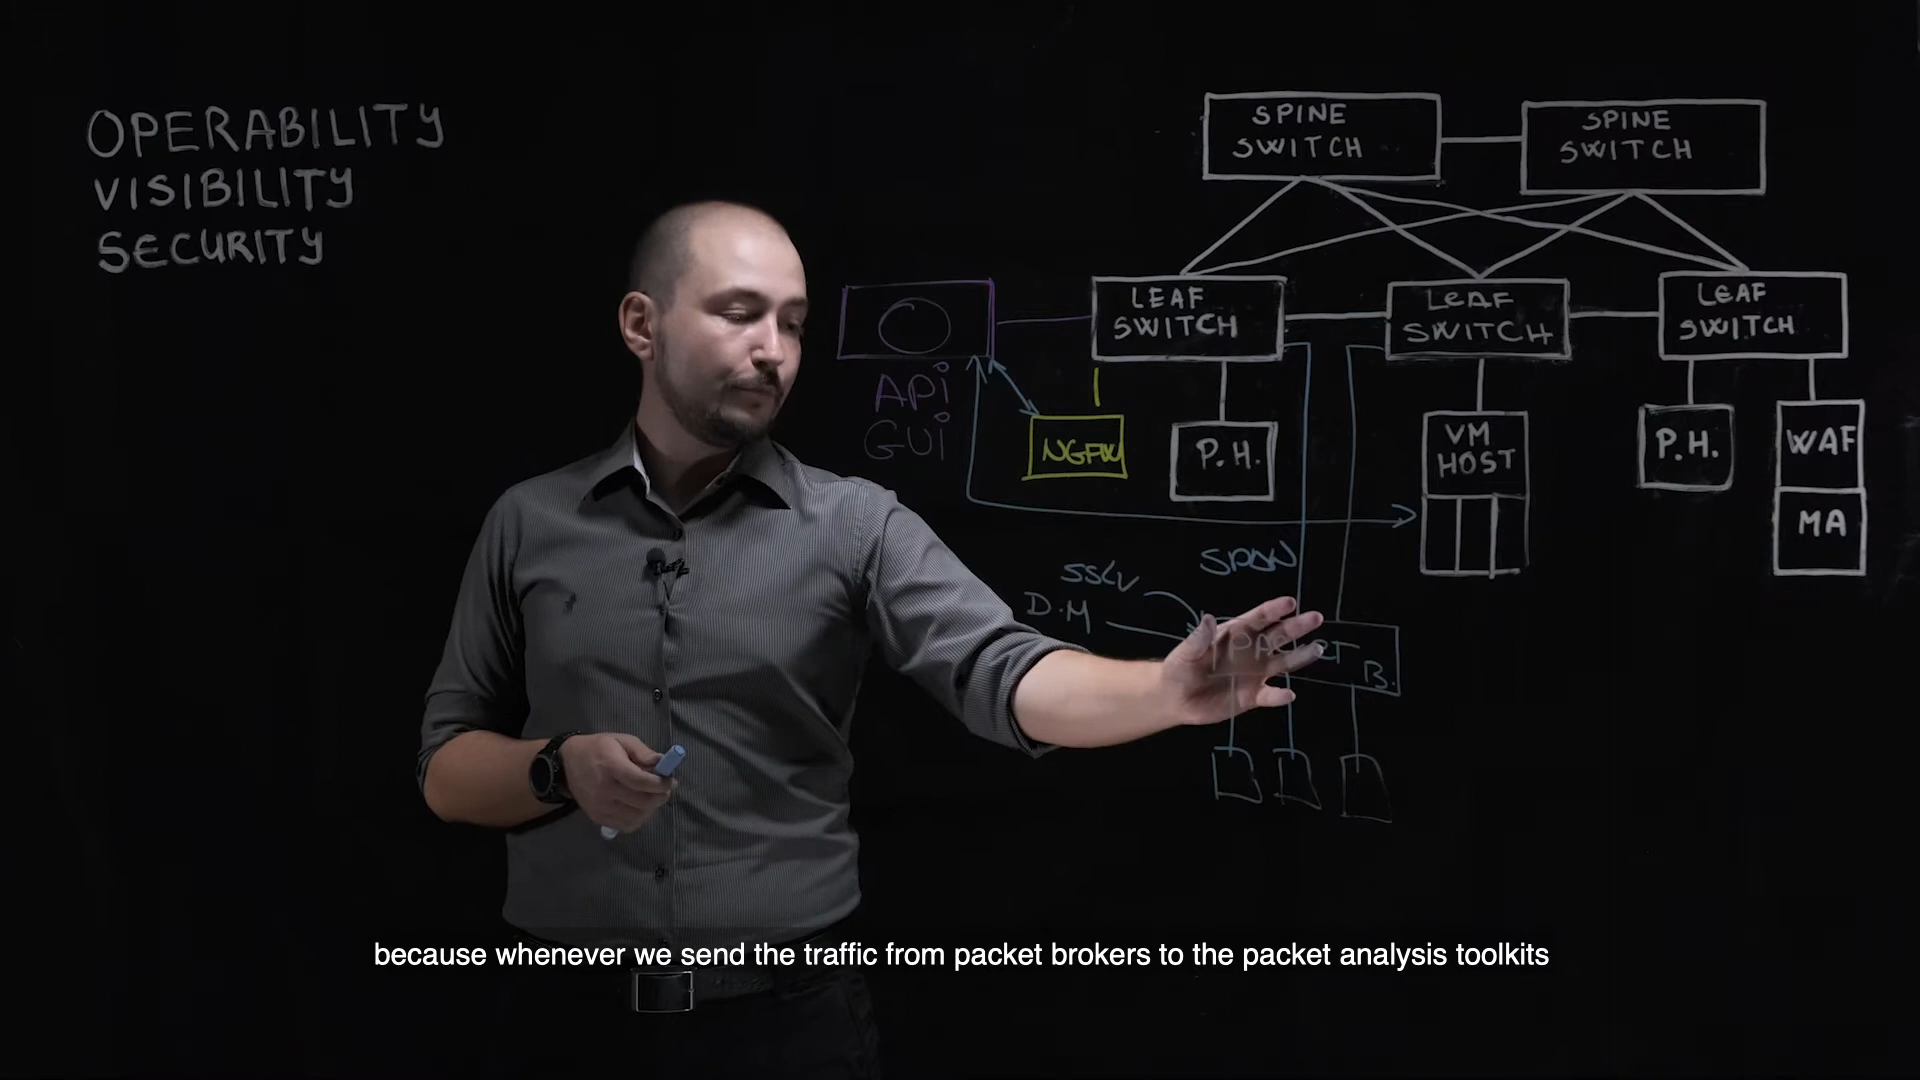 OPERABILITY
VISIBILITY
SECURITY
SPINE
SWITCH
SPINE
SWITCH
LEAF
SWITCH
LEAF
SWITCH
LEAF
SWITCH
API
GUI
NGFW
P.H.
VM
HOST
P.H.
WAF
MA
SPAN
D.M
B.
because whenever we send the traffic from packet brokers to the packet analysis toolkits